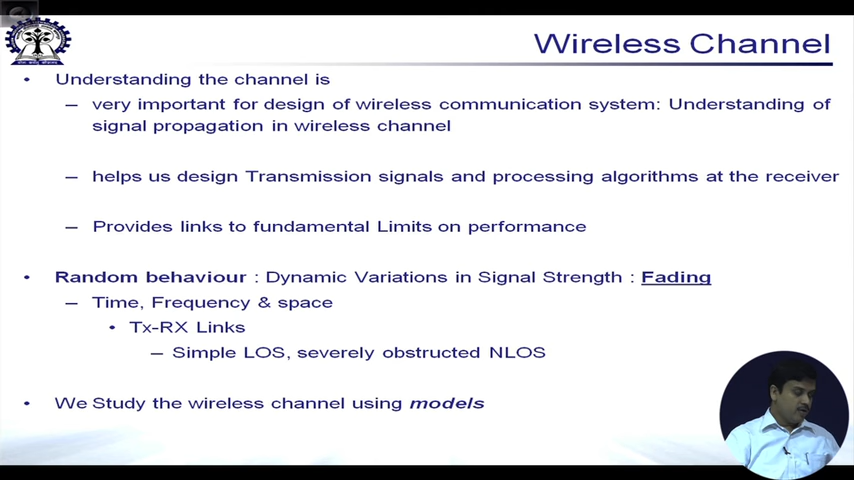 Wireless Channel
• Understanding the channel is
– very important for design of wireless communication system: Understanding of
signal propagation in wireless channel
– helps us design Transmission signals and processing algorithms at the receiver
– Provides links to fundamental Limits on performance
• Random behaviour : Dynamic Variations in Signal Strength : Fading
– Time, Frequency & space
• Tx-RX Links
– Simple LOS, severely obstructed NLOS
• We Study the wireless channel using models